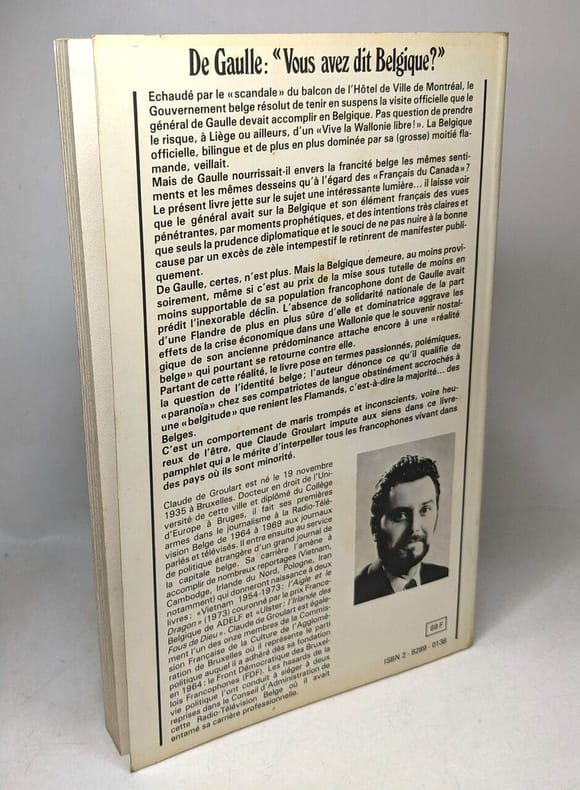 De Gaulle: “Vous avez dit Belgique?”
Echaudé par le «scandale» du balcon de l'Hôtel de Ville de Montréal, le
Gouvernement belge résolut de tenir en suspens la visite officielle que le
général de Gaulle devait accomplir en Belgique. Pas question de prendre
le risque, à Liège ou ailleurs, d'un «Vive la Wallonie libre!». La Belgique
officielle, bilingue et de plus en plus dominée par sa (grosse) moitié fla-
mande, veillait.
Mais de Gaulle nourrissait-il envers la francité belge les mêmes senti-
ments et les mêmes desseins qu'à l'égard des «Français du Canada»?
Le présent livre jette sur le sujet une intéressante lumière... il laisse voir
que le général avait sur la Belgique et son élément français des vues
pénétrantes, par moments prophétiques, et des intentions très claires et
que seuls la prudence diplomatique et le souci de ne pas nuire à la bonne
cause par un excès de zèle intempestif le retinrent de manifester publi-
quement.
De Gaulle, certes, n'est plus. Mais la Belgique demeure, au moins provi-
soirement, même si c'est au prix de la mise sous tutelle de moins en
moins supportable de sa population francophone dont de Gaulle avait
prédit l'inexorable déclin. L'absence de solidarité nationale de la part
d'une Flandre de plus en plus sûre d'elle et dominatrice aggrave les
effets de la crise économique dans une Wallonie que le souvenir nostal-
gique de son ancienne prédominance attache encore à une «réalité
belge» qui pourtant se retourne contre elle.
Partant de cette réalité, le livre pose en termes passionnés, polémiques,
la question de l'identité belge; l'auteur dénonce ce qu'il qualifie de
«paranoïa» chez ses compatriotes de langue obstinément accrochés à
une «belgitude» que renient les Flamands, c'est-à-dire la majorité... des
Belges.
C'est un comportement de maris trompés et inconscients, voire heu-
reux de l'être, que Claude Groulart impute aux siens dans ce livre-
pamphlet qui a le mérite d'interpeller tous les francophones vivant dans
des pays où ils sont minorité.
Claude de Groulart est né le 19 novembre
1935 à Bruxelles. Docteur en droit de l'Uni-
versité de cette ville et diplômé du Collège
d'Europe à Bruges, il fait ses premières
armes dans le journalisme à la Radio-Télé-
vision Belge de 1964 à 1969 aux journaux
parlés et télévisés. Il entre ensuite au service
de politique étrangère d'un grand journal de
la capitale belge. Sa carrière l'amène à
accomplir de nombreux reportages (Vietnam,
Cambodge, Irlande du Nord, Pologne, Iran
notamment) qui donneront naissance à deux
livres: «Vietnam 1954-1973: l'Aigle et le
Dragon» (1973) couronné par le prix France-
Belgique de ADELF et «Ulster: l'Irlande des
Fous de Dieu». Claude de Groulart est égale-
ment l'un des onze membres de la Commis-
sion Française de la Culture de l'Agglomé-
ration de Bruxelles où il représente le parti
politique auquel il a adhéré dès sa fondation
en 1964: le Front Démocratique des Bruxel-
lois Francophones (FDF). Les hasards de la
vie politique l'ont conduit à siéger à deux
reprises dans le Conseil d'Administration de
cette Radio-Télévision Belge où il avait
entamé sa carrière professionnelle.
69 F
ISBN 2-8289-0136